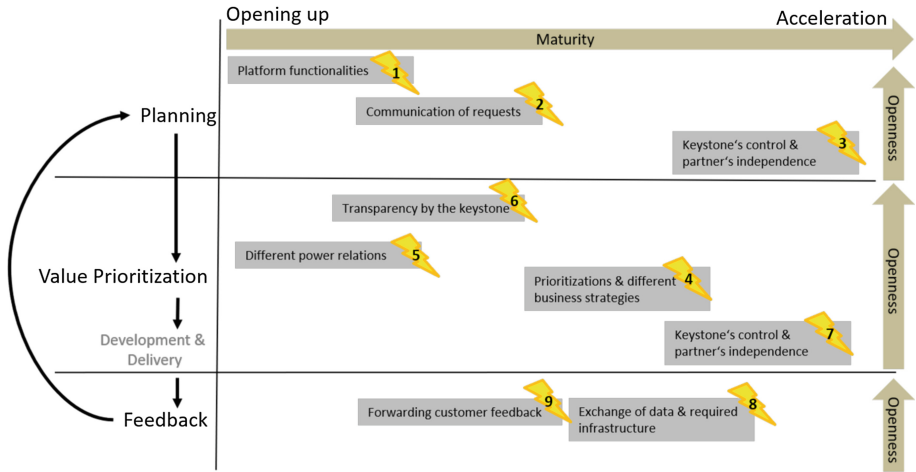 Opening up
Acceleration
Maturity
Platform functionalities
1
Communication of requests
2
Planning
Keystone's control &
partner's independence
3
Openness
Transparency by the keystone
6
Different power relations
5
Value Prioritization
Prioritizations & different
business strategies
4
Openness
Development &
Delivery
Keystone's control &
partner's independence
7
Feedback
Forwarding customer feedback
9
Exchange of data & required
infrastructure
8
Openness